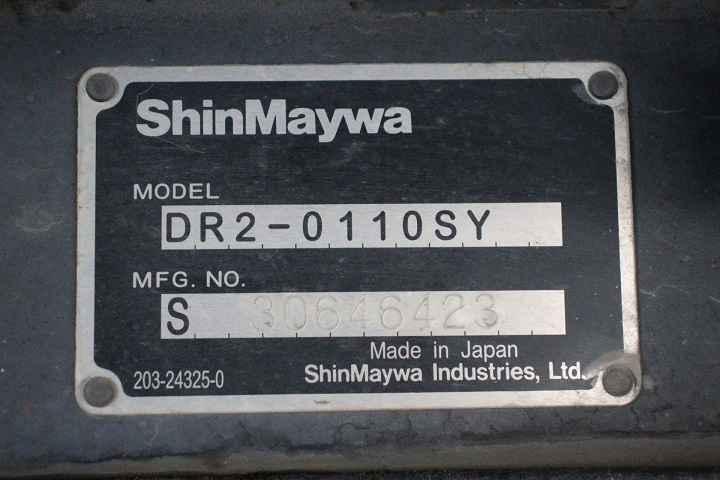 ShinMaywa
MODEL
DR2-0110SY
MFG. NO.
S 30646423
Made in Japan
203-24325-0 ShinMaywa Industries, Ltd.